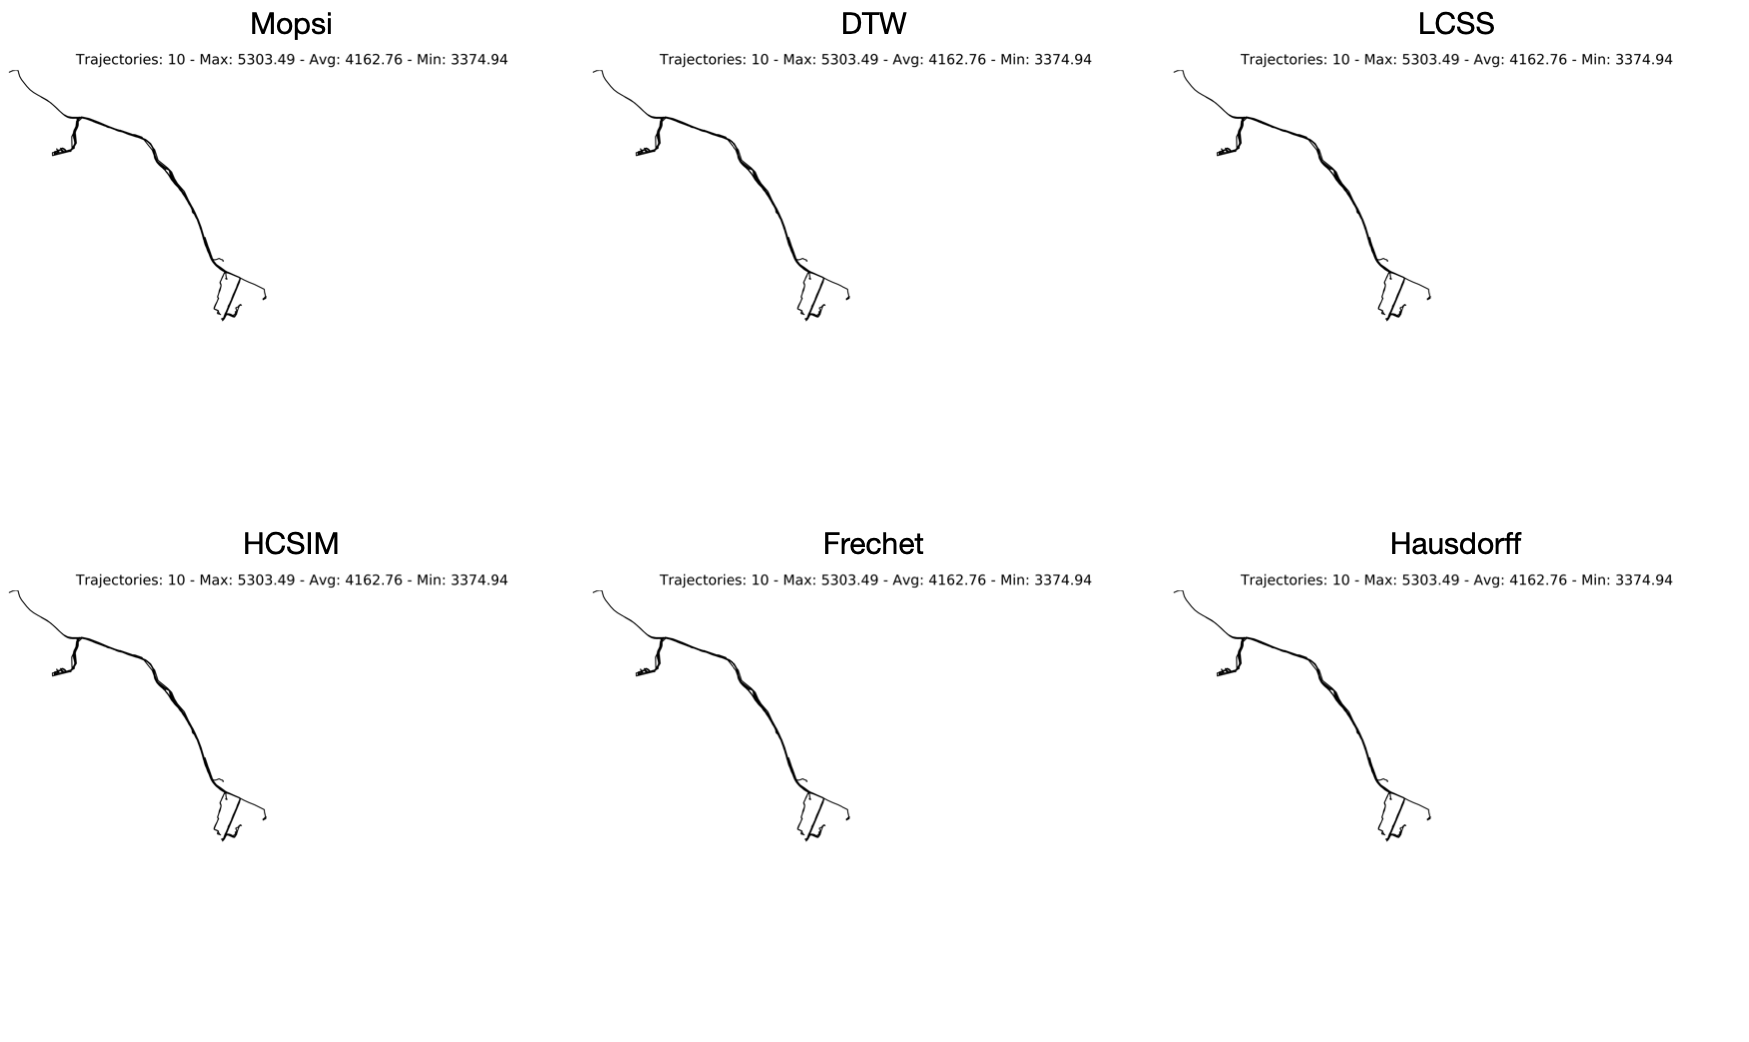 Mopsi
Trajectories: 10 - Max: 5303.49 - Avg: 4162.76 - Min: 3374.94
DTW
Trajectories: 10 - Max: 5303.49 - Avg: 4162.76 - Min: 3374.94
LCSS
Trajectories: 10 - Max: 5303.49 - Avg: 4162.76 - Min: 3374.94
HCSIM
Trajectories: 10 - Max: 5303.49 - Avg: 4162.76 - Min: 3374.94
Frechet
Trajectories: 10 - Max: 5303.49 - Avg: 4162.76 - Min: 3374.94
Hausdorff
Trajectories: 10 - Max: 5303.49 - Avg: 4162.76 - Min: 3374.94